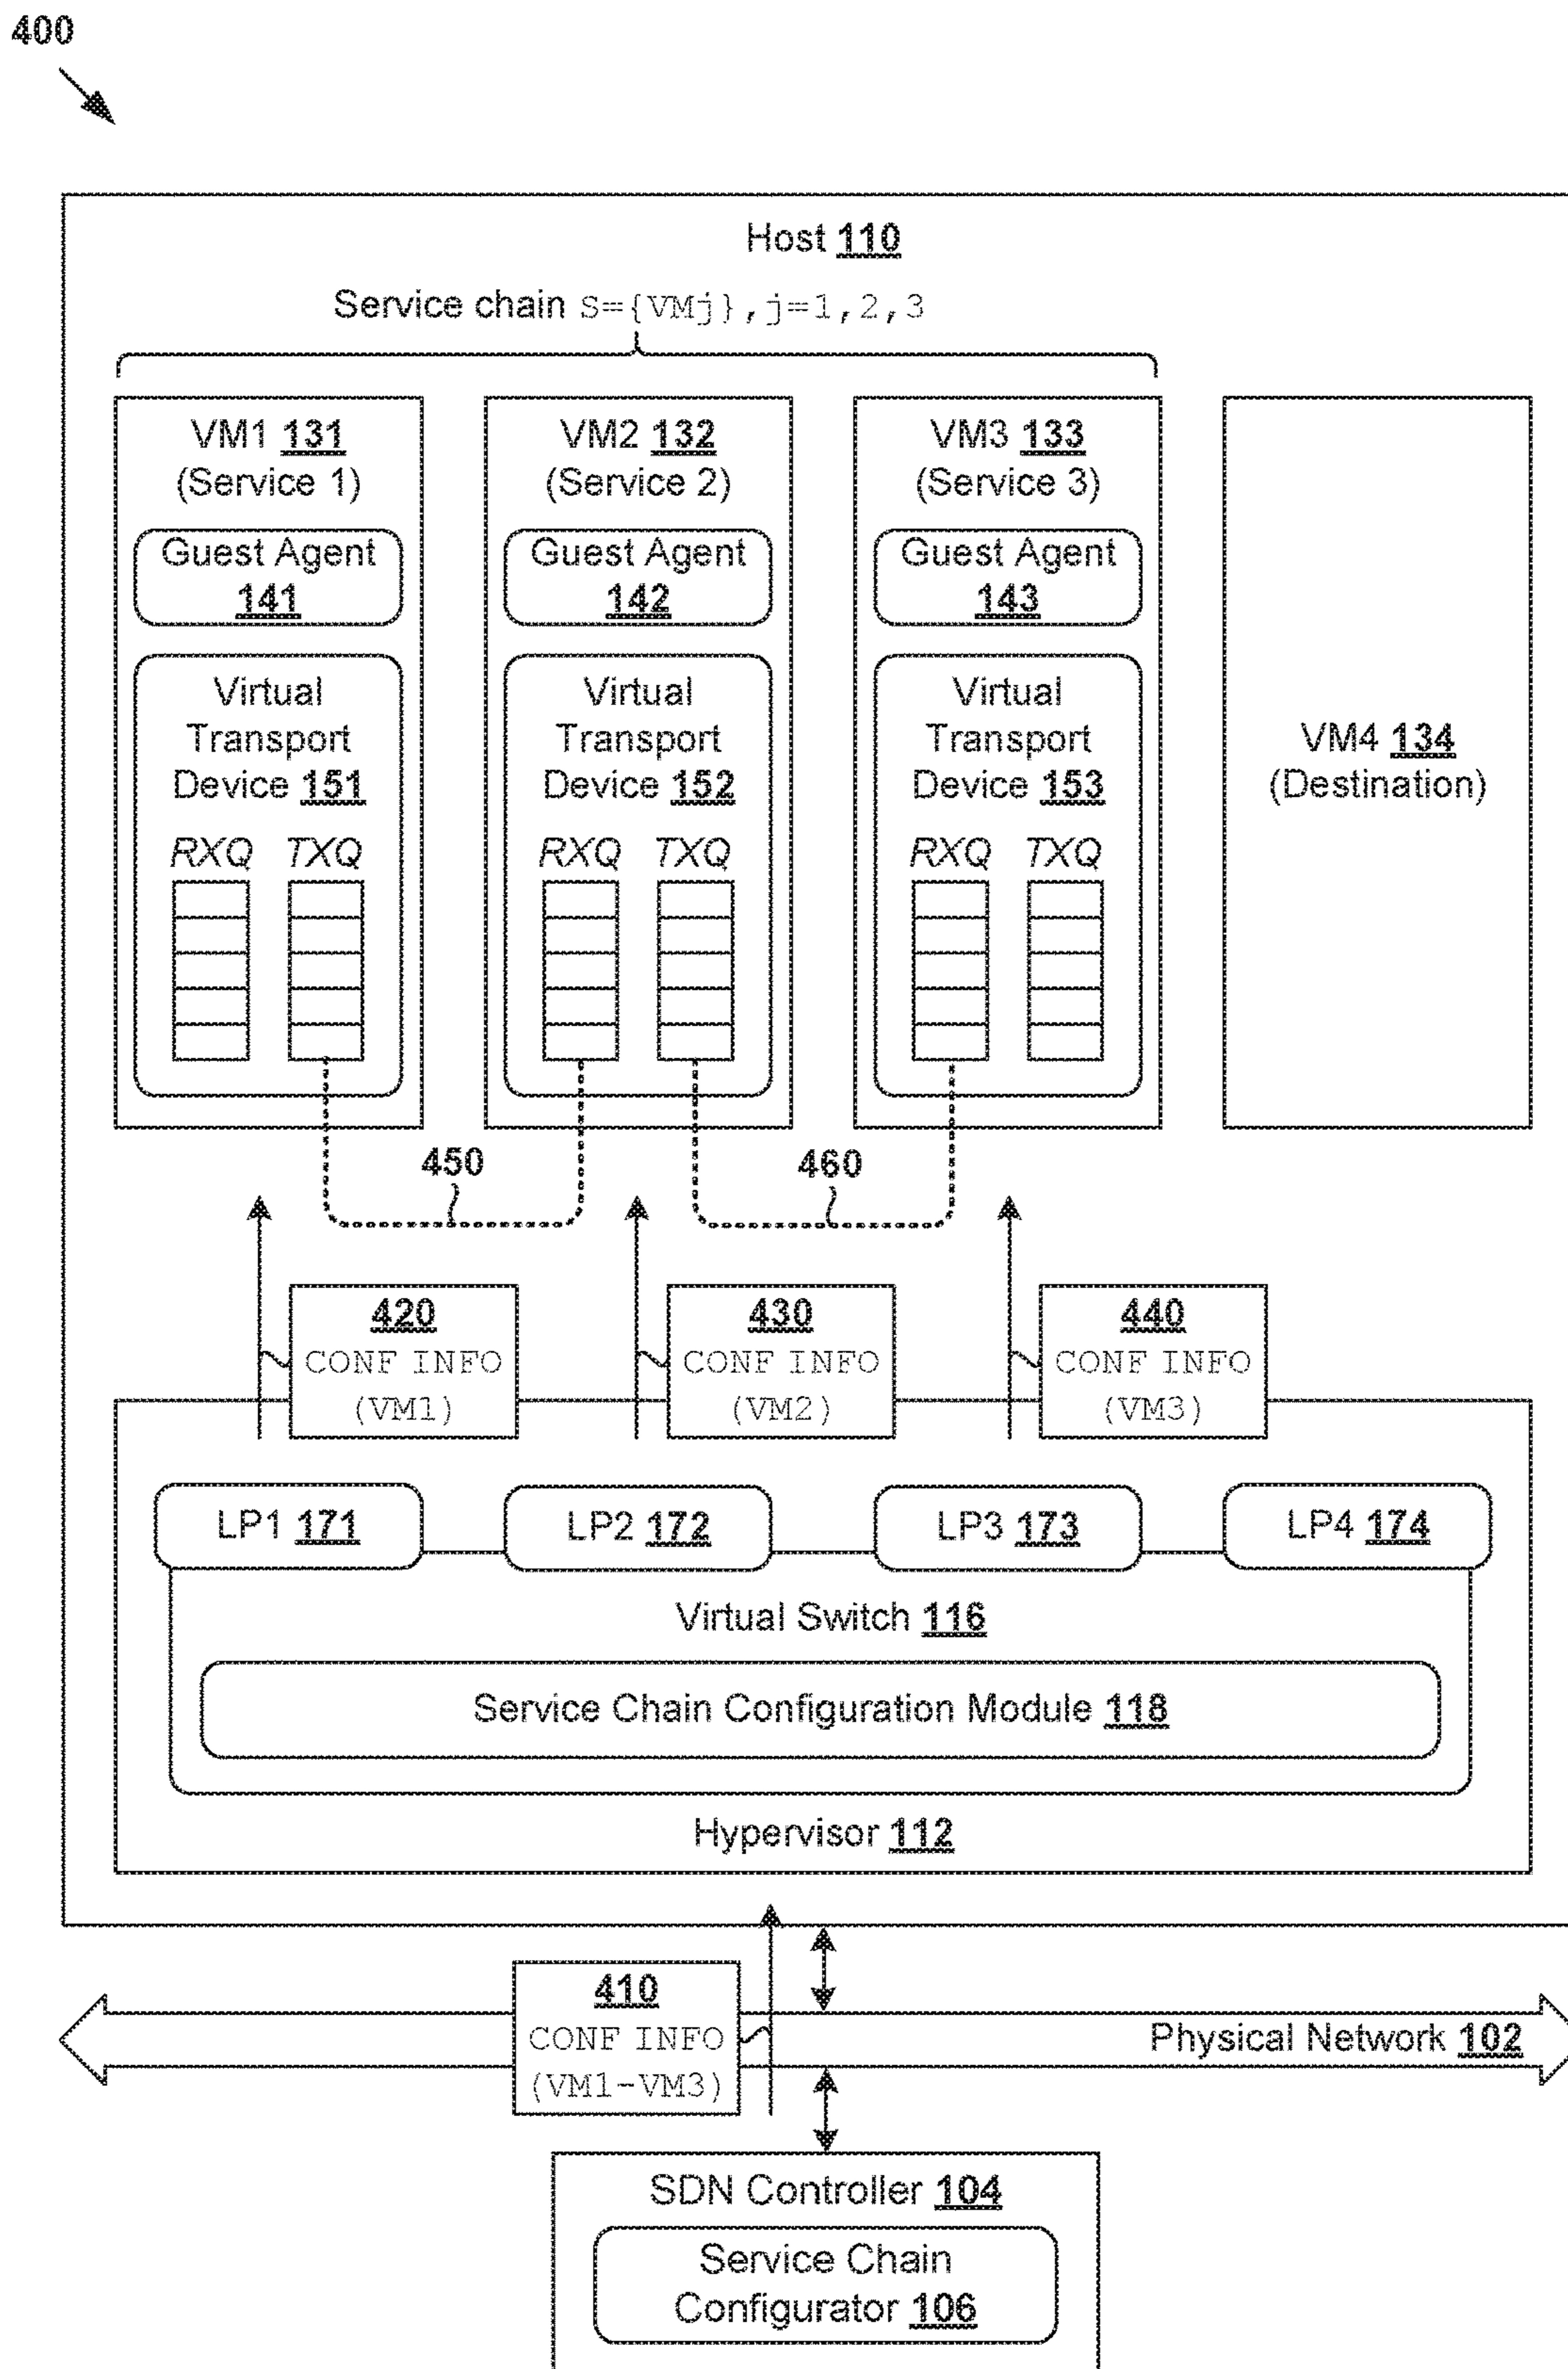 400
Host 110
Service chain S={VMj},j=1,2,3
VM1 131
(Service 1)
Guest Agent
141
Virtual
Transport
Device 151
RXQ TXQ
VM2 132
(Service 2)
Guest Agent
142
Virtual
Transport
Device 152
RXQ TXQ
VM3 133
(Service 3)
Guest Agent
143
Virtual
Transport
Device 153
RXQ TXQ
VM4 134
(Destination)
450
460
420
CONF INFO
(VM1)
430
CONF INFO
(VM2)
440
CONF INFO
(VM3)
LP1 171
LP2 172
LP3 173
LP4 174
Virtual Switch 116
Service Chain Configuration Module 118
Hypervisor 112
410
CONF INFO
(VM1-VM3)
Physical Network 102
SDN Controller 104
Service Chain
Configurator 106